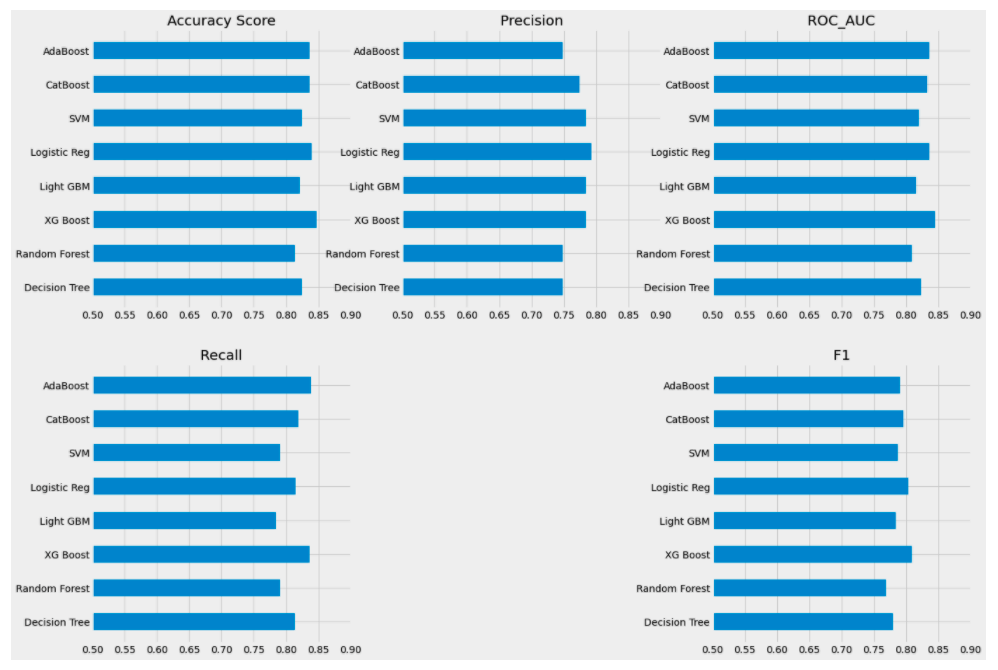 Accuracy Score
AdaBoost
CatBoost
SVM
Logistic Reg
Light GBM
XG Boost
Random Forest
Decision Tree
0.50 0.55 0.60 0.65 0.70 0.75 0.80 0.85 0.90
Precision
AdaBoost
CatBoost
SVM
Logistic Reg
Light GBM
XG Boost
Random Forest
Decision Tree
0.50 0.55 0.60 0.65 0.70 0.75 0.80 0.85 0.90
ROC_AUC
AdaBoost
CatBoost
SVM
Logistic Reg
Light GBM
XG Boost
Random Forest
Decision Tree
0.50 0.55 0.60 0.65 0.70 0.75 0.80 0.85 0.90
Recall
AdaBoost
CatBoost
SVM
Logistic Reg
Light GBM
XG Boost
Random Forest
Decision Tree
0.50 0.55 0.60 0.65 0.70 0.75 0.80 0.85 0.90
F1
AdaBoost
CatBoost
SVM
Logistic Reg
Light GBM
XG Boost
Random Forest
Decision Tree
0.50 0.55 0.60 0.65 0.70 0.75 0.80 0.85 0.90